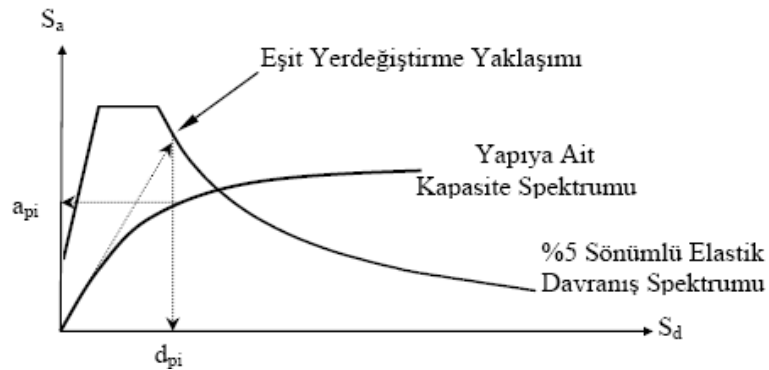 Sa
Eşit Yerdeğiştirme Yaklaşımı
Yapıya Ait
Kapasite Spektrumu
api
%5 Sönümlü Elastik
Davranış Spektrumu
Sd
dpi